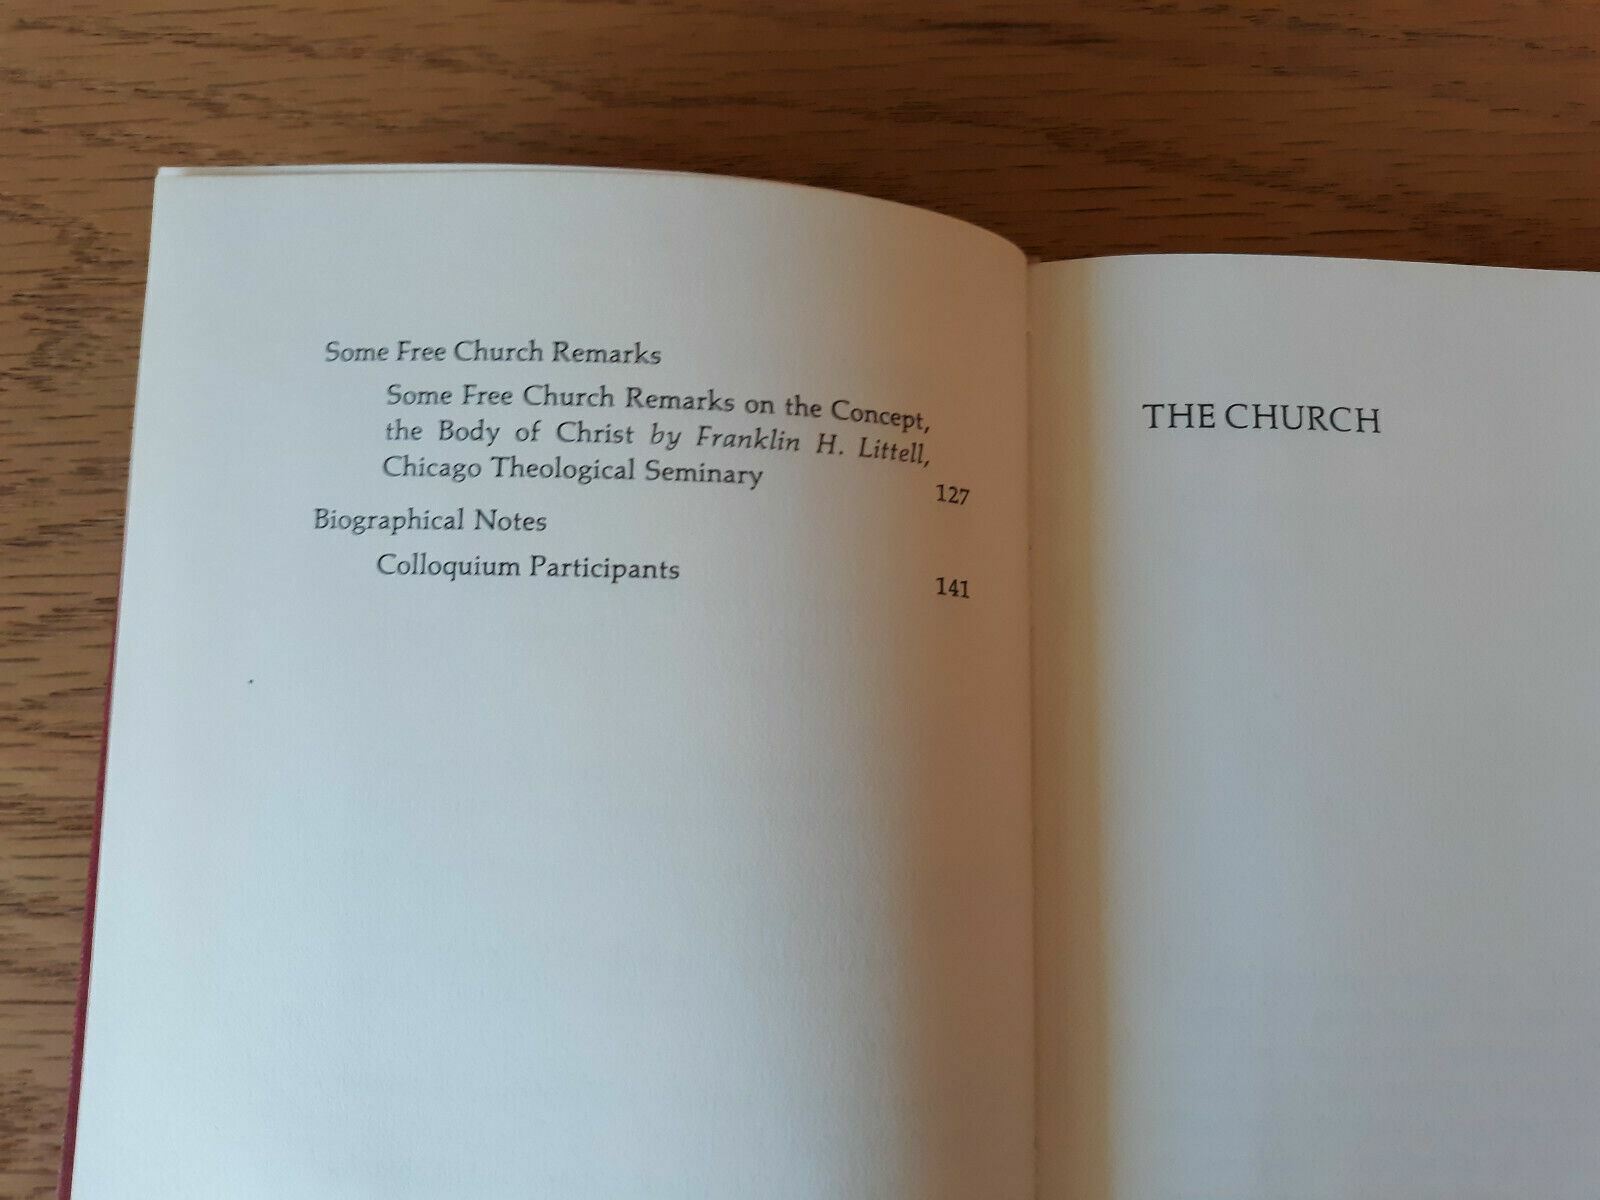 Some Free Church Remarks
Some Free Church Remarks on the Concept,
the Body of Christ by Franklin H. Littell,
Chicago Theological Seminary 127
Biographical Notes
Colloquium Participants 141
THE CHURCH